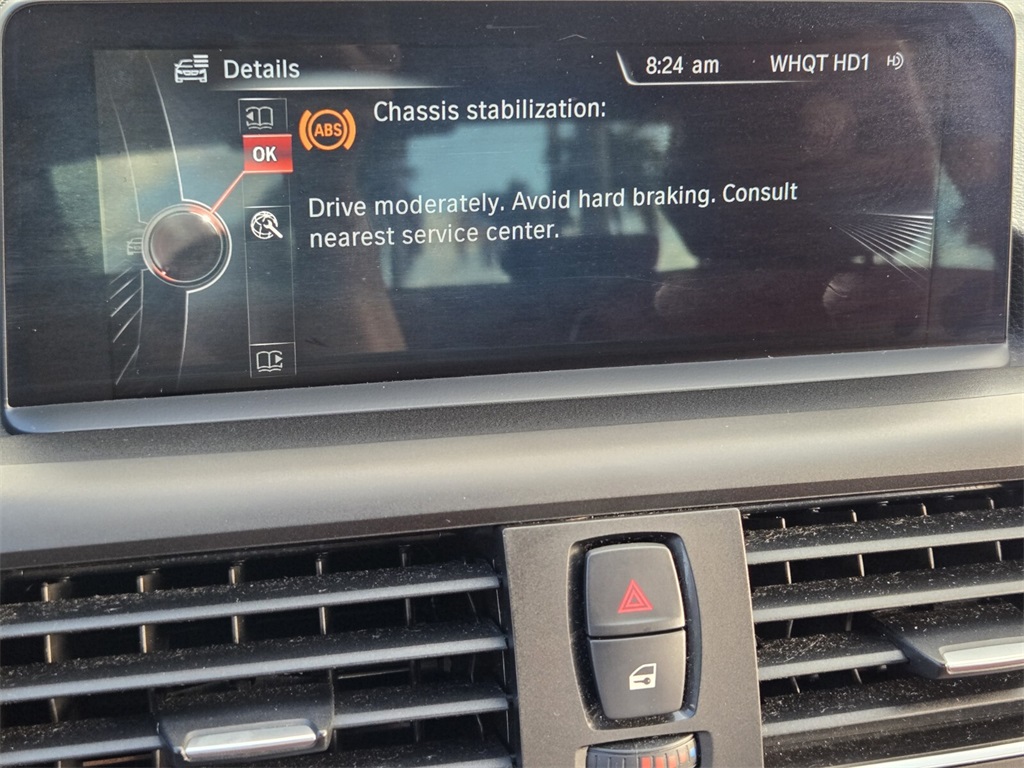 Details
8:24 am
WHQT HD1
HD
Chassis stabilization:
ABS
OK
Drive moderately. Avoid hard braking. Consult
nearest service center.